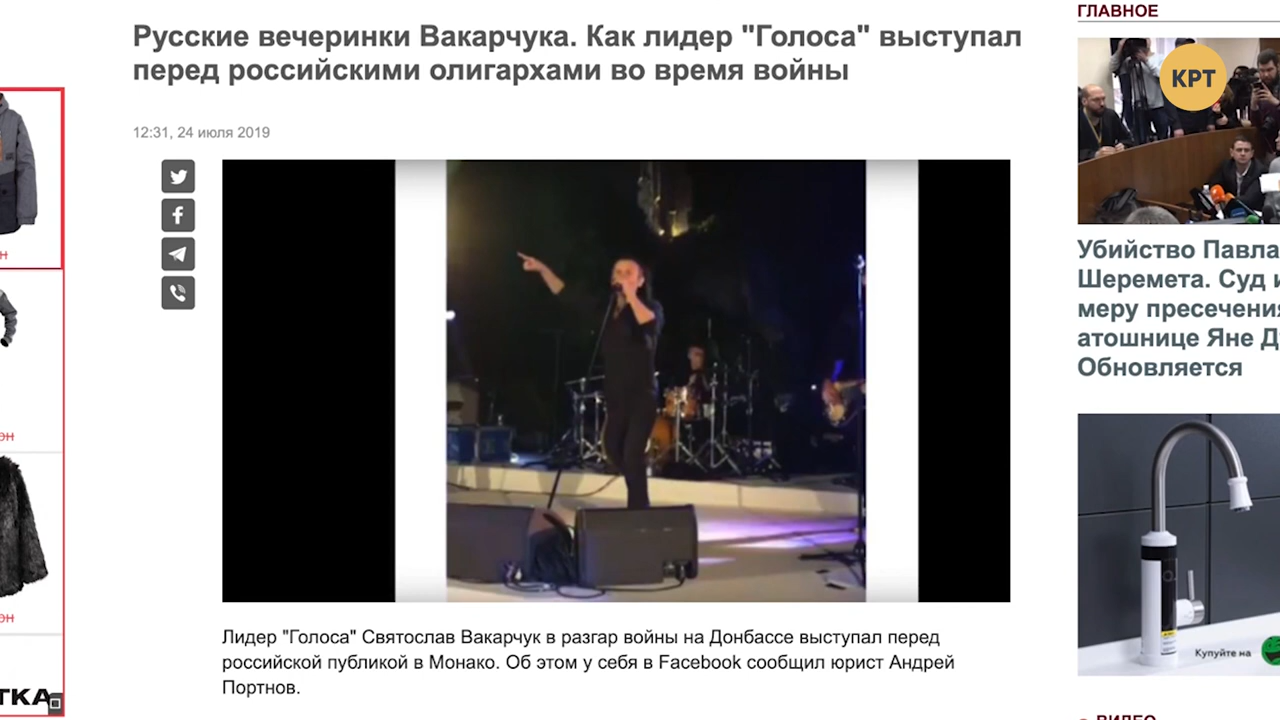 Русские вечеринки Вакарчука. Как лидер "Голоса" выступал
перед российскими олигархами во время войны
12:31, 24 июля 2019
Лидер "Голоса" Святослав Вакарчук в разгар войны на Донбассе выступал перед
российской публикой в Монако. Об этом у себя в Facebook сообщил юрист Андрей
Портнов.
ГЛАВНОЕ
КРТ
Убийство Павла
Шеремета. Суд
меру пресечения
атошнице Яне
Обновляется
Купуйте на
ВИДЕО